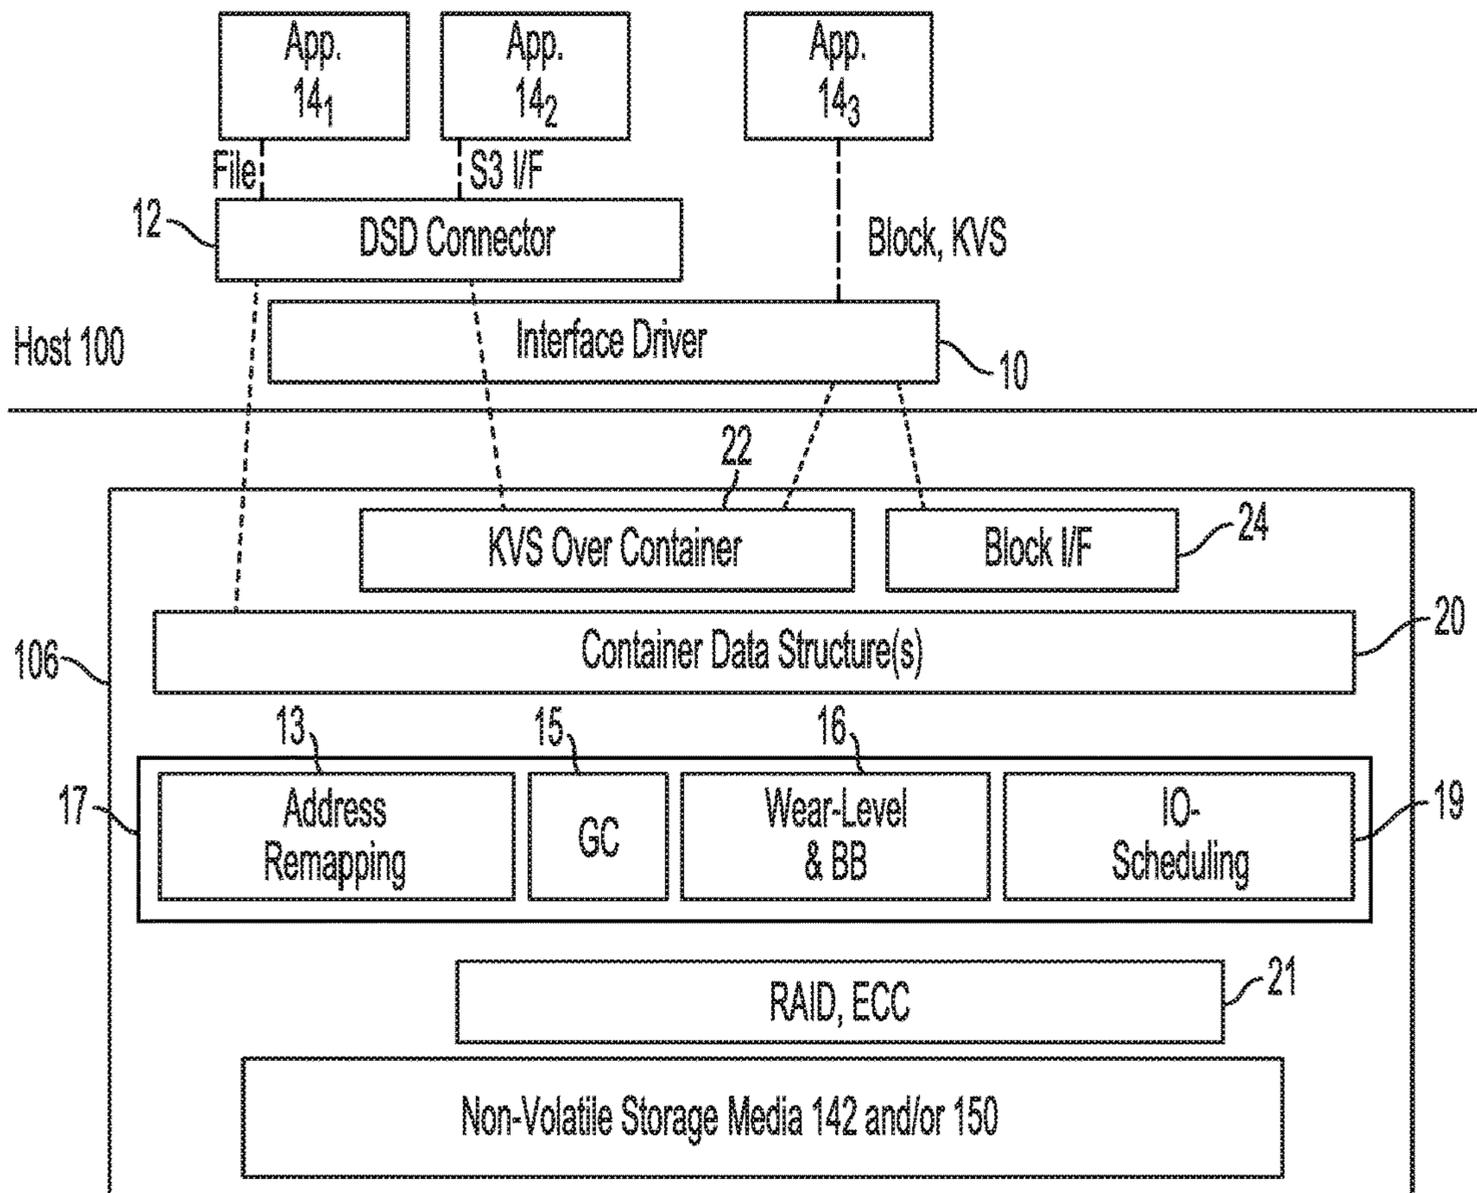 App.
14₁
App.
14₂
App.
14₃
File
S3 I/F
Block, KVS
12
DSD Connector
Host 100
Interface Driver
10
22
KVS Over Container
Block I/F
24
106
Container Data Structure(s)
20
13
15
16
17
Address
Remapping
GC
Wear-Level
& BB
IO-
Scheduling
19
RAID, ECC
21
Non-Volatile Storage Media 142 and/or 150